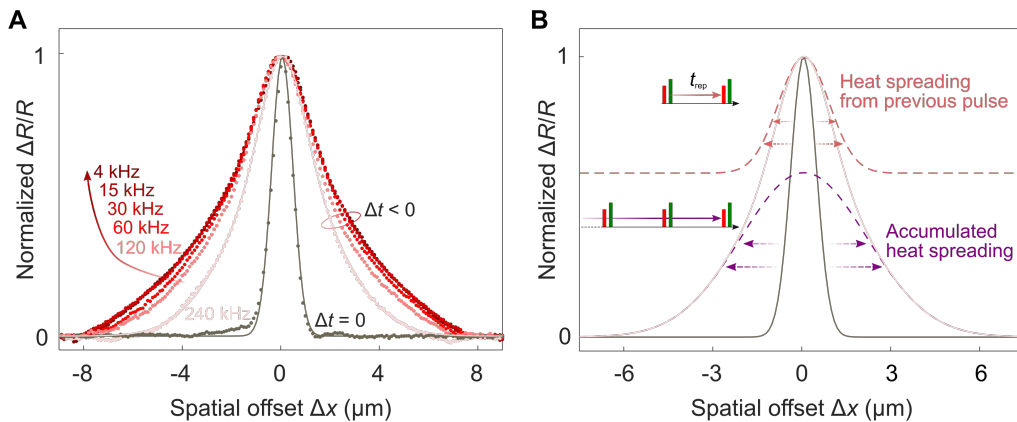 A
Normalized ΔR/R
1
0
4 kHz
15 kHz
30 kHz
60 kHz
120 kHz
240 kHz
Δt < 0
Δt = 0
-8
-4
0
4
8
Spatial offset Δx (µm)
B
Normalized ΔR/R
1
0
t_rep
Heat spreading
from previous pulse
Accumulated
heat spreading
-6
-3
0
3
6
Spatial offset Δx (µm)